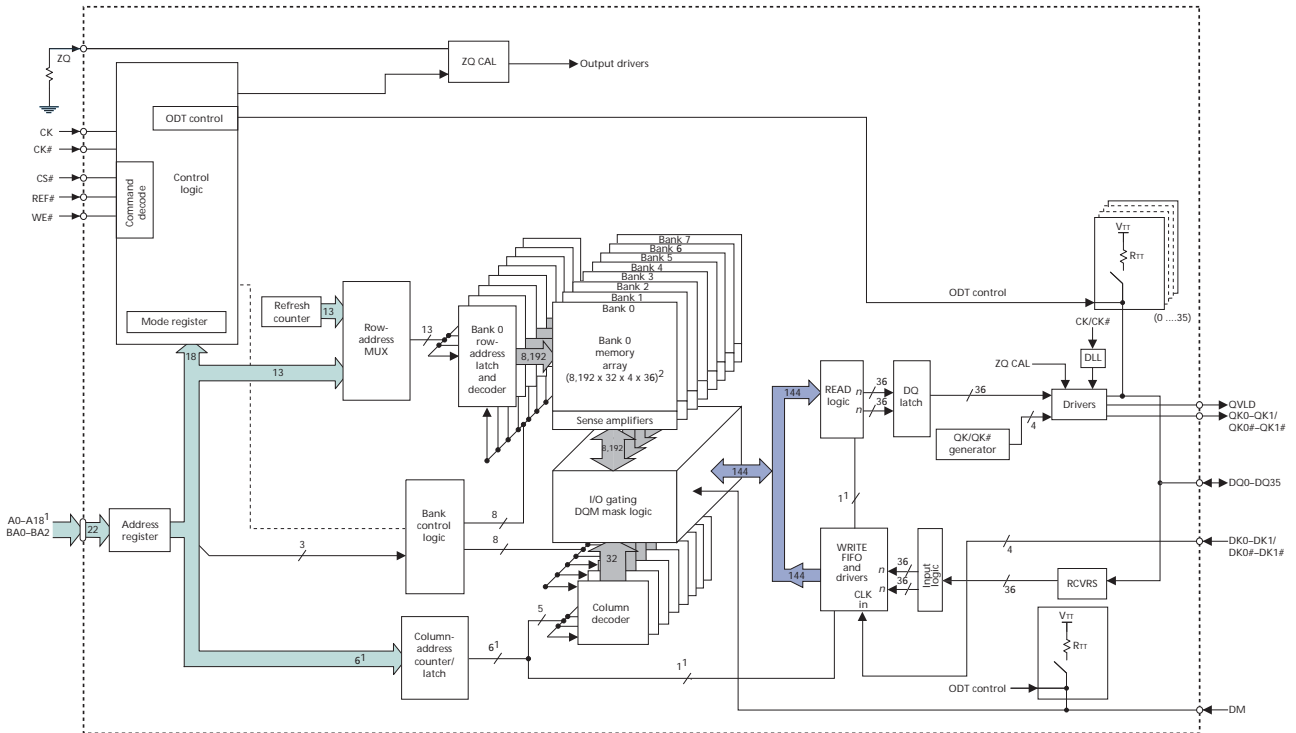 ZQ
ZQ CAL
Output drivers
ODT control
CK
CK#
CS#
REF#
WE#
Command
decode
Control
logic
Mode register
Refresh
counter
13
Row-
address
MUX
13
18
13
Bank 0
row-
address
latch
and
decoder
8,192
Bank 7
Bank 6
Bank 5
Bank 4
Bank 3
Bank 2
Bank 1
Bank 0
Bank 0
memory
array
(8,192 x 32 x 4 x 36)²
Sense amplifiers
8,192
I/O gating
DQM mask logic
32
Column
decoder
5
A0–A18¹
BA0–BA2
22
Address
register
3
Bank
control
logic
8
8
6¹
Column-
address
counter/
latch
6¹
1¹
144
144
144
READ
logic
n
n
36
36
DQ
latch
36
QK/QK#
generator
4
ZQ CAL
CK/CK#
DLL
Drivers
ODT control
VTT
RTT
(0 ....35)
QVLD
QK0–QK1/
QK0#–QK1#
DQ0–DQ35
DK0–DK1/
DK0#–DK1#
1¹
WRITE
FIFO
and
drivers
CLK
in
n
n
36
36
Input
logic
4
36
RCVRS
VTT
RTT
ODT control
DM